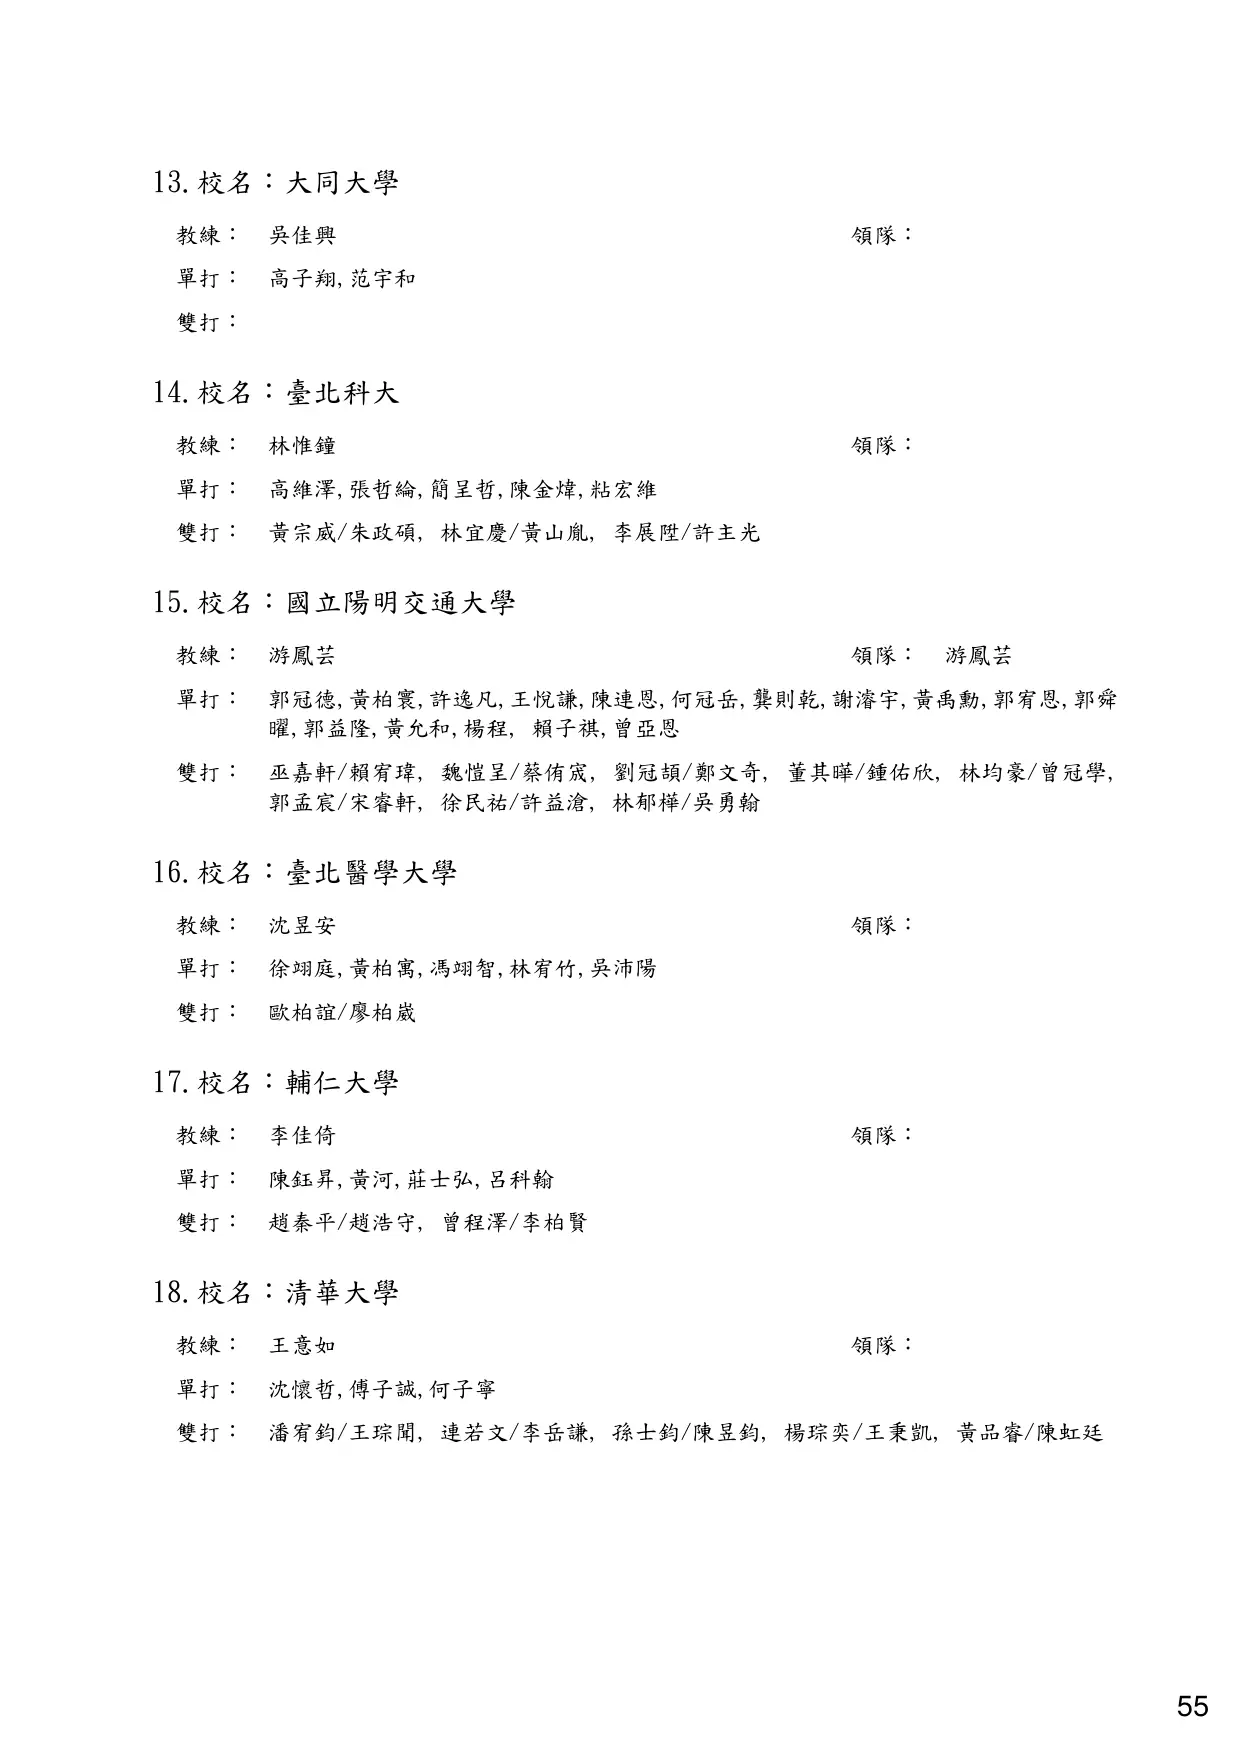 13.校名：大同大學
教練： 吳佳興 領隊：
單打： 高子翔,范宇和
雙打：
14.校名：臺北科大
教練： 林惟鐘 領隊：
單打： 高維澤,張哲綸,簡呈哲,陳金煒,粘宏維
雙打： 黃宗威/朱政碩, 林宜慶/黃山胤, 李展陞/許主光
15.校名：國立陽明交通大學
教練： 游鳳芸 領隊： 游鳳芸
單打： 郭冠德,黃柏寰,許逸凡,王悅謙,陳連恩,何冠岳,龔則乾,謝濬宇,黃禹勳,郭宥恩,郭舜
曜,郭益隆,黃允和,楊程, 賴子祺,曾亞恩
雙打： 巫嘉軒/賴宥瑋, 魏愷呈/蔡侑宬, 劉冠頡/鄭文奇, 董其曄/鍾佑欣, 林均豪/曾冠學,
郭孟宸/宋睿軒, 徐民祐/許益滄, 林郁樺/吳勇翰
16.校名：臺北醫學大學
教練： 沈昱安 領隊：
單打： 徐翊庭,黃柏寓,馮翊智,林宥竹,吳沛陽
雙打： 歐柏誼/廖柏崴
17.校名：輔仁大學
教練： 李佳倚 領隊：
單打： 陳鈺昇,黃河,莊士弘,呂科翰
雙打： 趙秦平/趙浩守, 曾程澤/李柏賢
18.校名：清華大學
教練： 王意如 領隊：
單打： 沈懷哲,傅子誠,何子寧
雙打： 潘宥鈞/王琮聞, 連若文/李岳謙, 孫士鈞/陳昱鈞, 楊琮奕/王秉凱, 黃品睿/陳虹廷
55